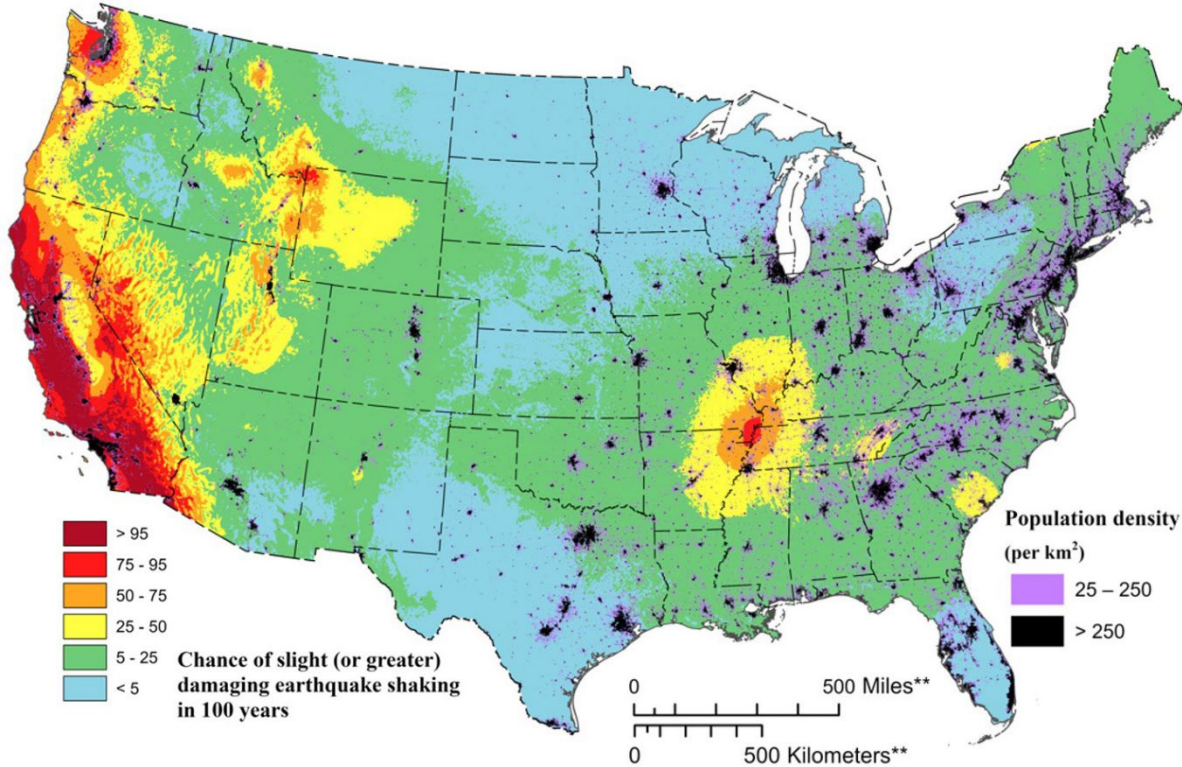 > 95
75 - 95
50 - 75
25 - 50
5 - 25
< 5
Chance of slight (or greater)
damaging earthquake shaking
in 100 years
0 500 Miles**
0 500 Kilometers**
Population density
(per km²)
25 – 250
> 250